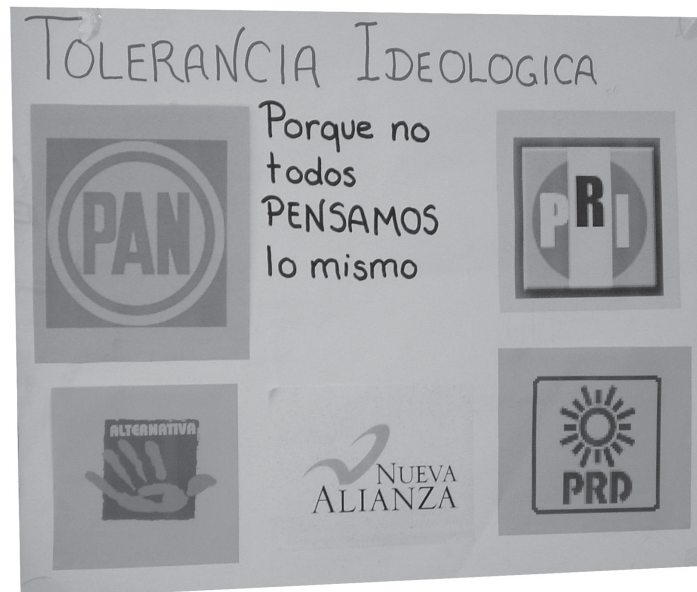 TOLERANCIA IDEOLOGICA
Porque no
todos
PENSAMOS
lo mismo
PAN
PRI
ALTERNATIVA
NUEVA
ALIANZA
PRD